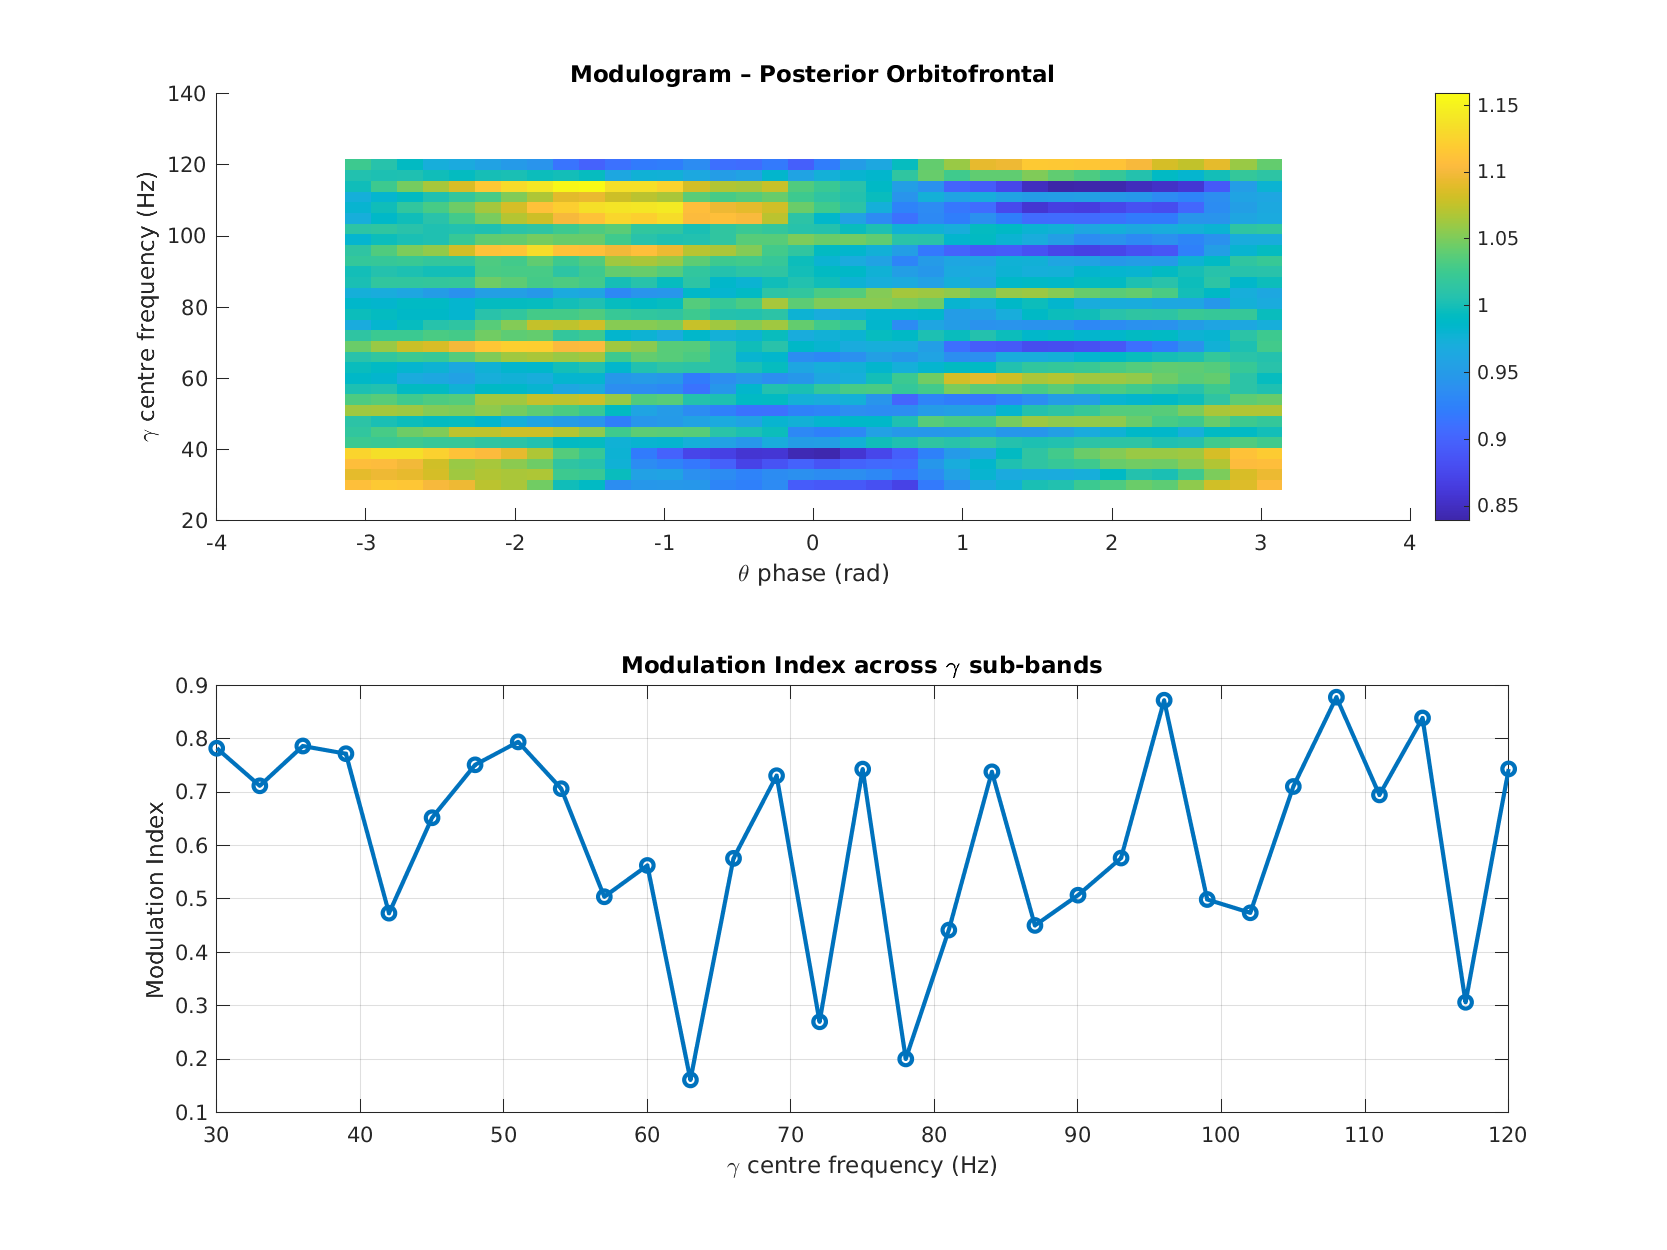 Modulogram – Posterior Orbitofrontal
140
120
100
80
60
40
20
γ centre frequency (Hz)
-4 -3 -2 -1 0 1 2 3 4
θ phase (rad)
1.15
1.1
1.05
1
0.95
0.9
0.85
Modulation Index across γ sub-bands
0.9
0.8
0.7
0.6
0.5
0.4
0.3
0.2
0.1
Modulation Index
30 40 50 60 70 80 90 100 110 120
γ centre frequency (Hz)